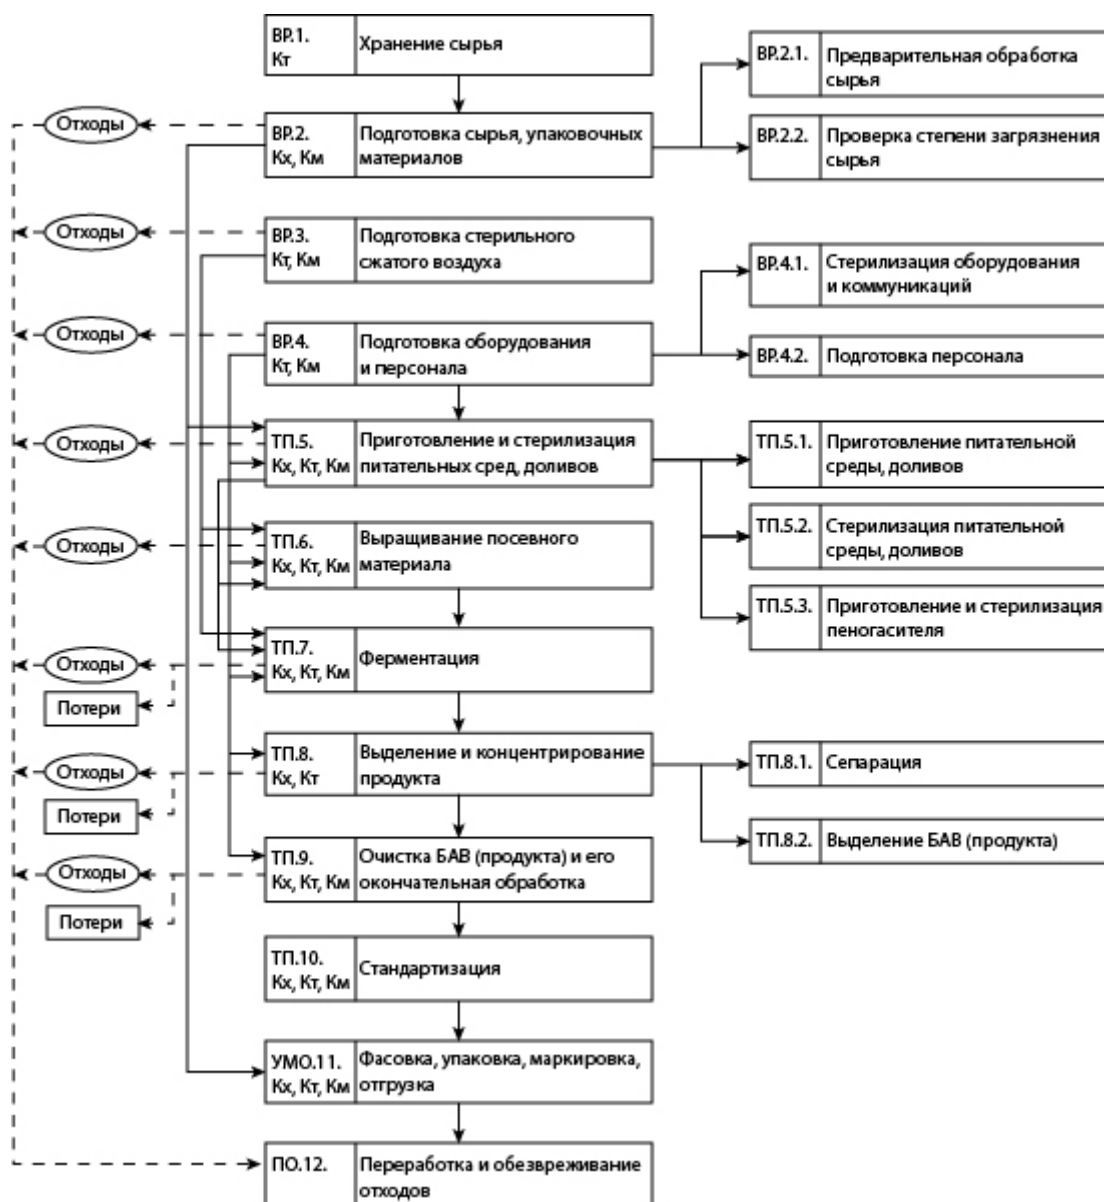 ВР.1.
Кт
Хранение сырья
ВР.2.1.
Предварительная обработка
сырья
Отходы
ВР.2.
Кх, Км
Подготовка сырья, упаковочных
материалов
ВР.2.2.
Проверка степени загрязнения
сырья
Отходы
ВР.3.
Кт, Км
Подготовка стерильного
сжатого воздуха
ВР.4.1.
Стерилизация оборудования
и коммуникаций
Отходы
ВР.4.
Кт, Км
Подготовка оборудования
и персонала
ВР.4.2.
Подготовка персонала
Отходы
ТП.5.
Кх, Кт, Км
Приготовление и стерилизация
питательных сред, доливов
ТП.5.1.
Приготовление питательной
среды, доливов
Отходы
ТП.6.
Кх, Кт, Км
Выращивание посевного
материала
ТП.5.2.
Стерилизация питательной
среды, доливов
ТП.5.3.
Приготовление и стерилизация
пеногасителя
Отходы
Потери
ТП.7.
Кх, Кт, Км
Ферментация
Отходы
Потери
ТП.8.
Кх, Кт
Выделение и концентрирование
продукта
ТП.8.1.
Сепарация
ТП.8.2.
Выделение БАВ (продукта)
Отходы
Потери
ТП.9.
Кх, Кт, Км
Очистка БАВ (продукта) и его
окончательная обработка
ТП.10.
Кх, Кт, Км
Стандартизация
УМО.11.
Кх, Кт, Км
Фасовка, упаковка, маркировка,
отгрузка
ПО.12.
Переработка и обезвреживание
отходов